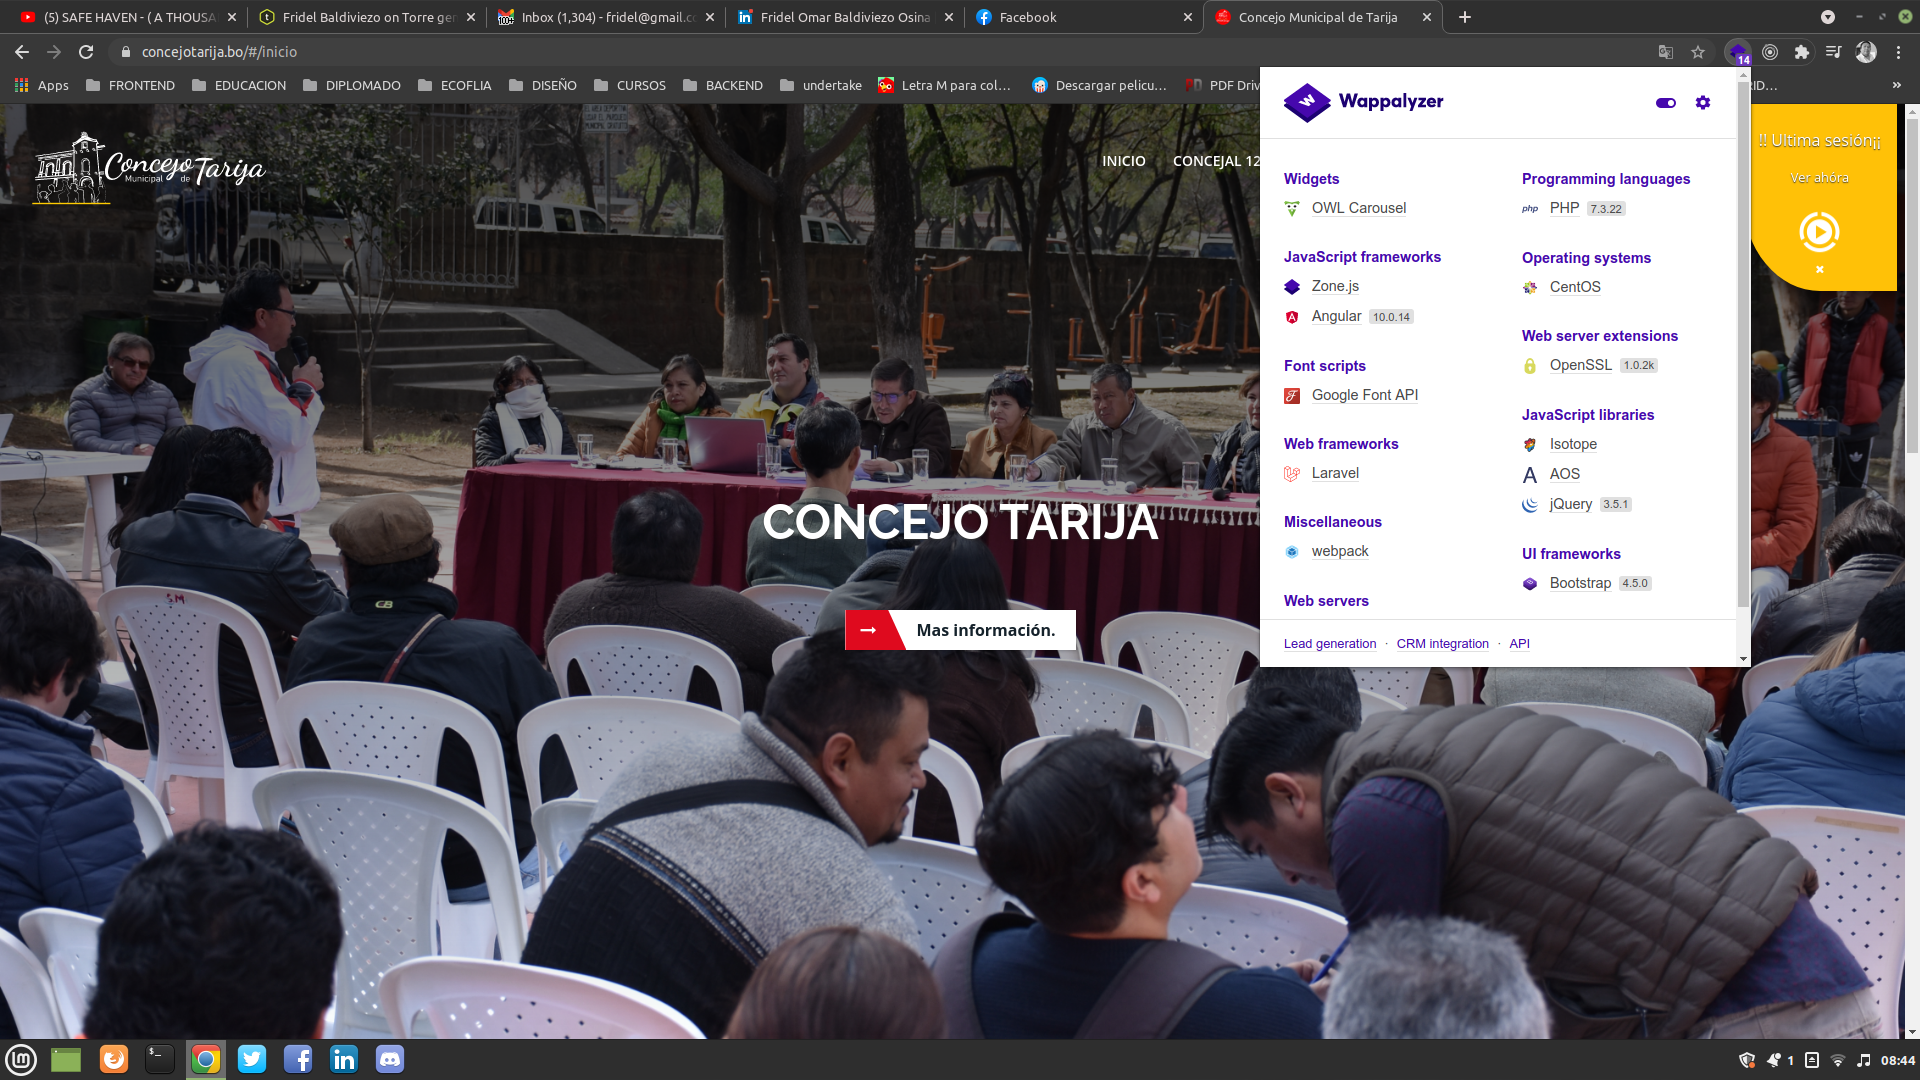 (5) SAFE HAVEN - ( A THOUSA
Fridel Baldiviezo on Torre ger
Inbox (1,304) - fridel@gmail.c
Fridel Omar Baldiviezo Osina
Facebook
Concejo Municipal de Tarija
concejotarija.bo/#/inicio
14
Apps
FRONTEND
EDUCACION
DIPLOMADO
ECOFLIA
DISEÑO
CURSOS
BACKEND
undertake
Letra M para col…
Descargar pelicu…
PDF Driv
RID…
»
Concejo Tarija
Municipal de
INICIO
CONCEJAL 12
!! Ultima sesión¡¡
Ver ahóra
CONCEJO TARIJA
Mas información.
Wappalyzer
Widgets
OWL Carousel
JavaScript frameworks
Zone.js
Angular 10.0.14
Font scripts
Google Font API
Web frameworks
Laravel
Miscellaneous
webpack
Web servers
Programming languages
PHP 7.3.22
Operating systems
CentOS
Web server extensions
OpenSSL 1.0.2k
JavaScript libraries
Isotope
AOS
jQuery 3.5.1
UI frameworks
Bootstrap 4.5.0
Lead generation · CRM integration · API
1
08:44